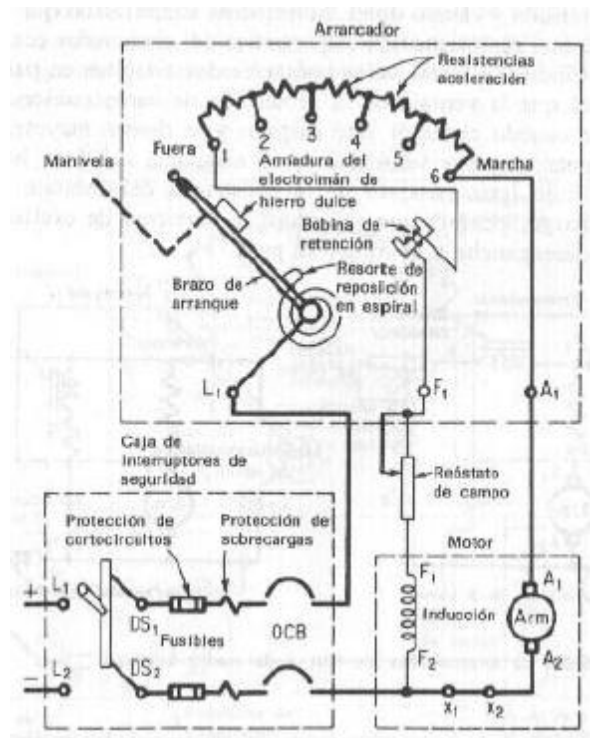 Arrancador
Resistencias
aceleración
Fuera
1
2
3
4
5
6
Marcha
Manivela
Armadura del
electroimán de
hierro dulce
Bobina de
retención
Brazo de
arranque
Resorte de
reposición
en espiral
L1
F1
A1
Caja de
interruptores de
seguridad
Reóstato
de campo
Protección de
cortocircuitos
Protección de
sobrecargas
Motor
L1
DS1
Fusibles
OCB
F1
Inducción
F2
A1
Arm
A2
L2
DS2
X1
X2